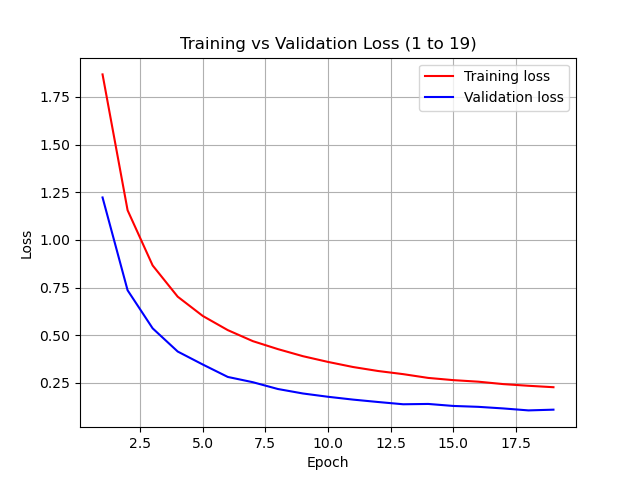 Training vs Validation Loss (1 to 19)
Training loss
Validation loss
1.75
1.50
1.25
1.00
0.75
0.50
0.25
Loss
2.5 5.0 7.5 10.0 12.5 15.0 17.5
Epoch